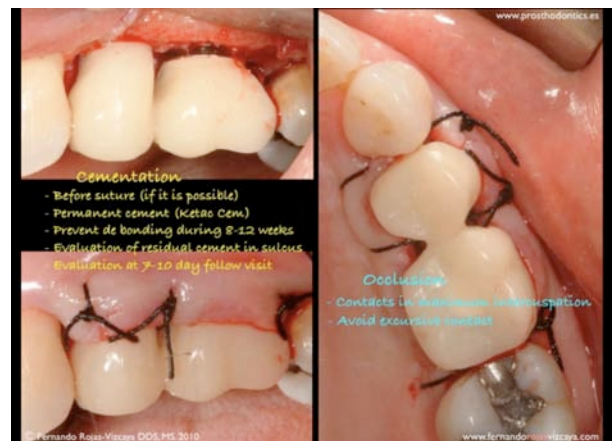 www.prosthodontics.es
Cementation
- Before suture (if it is possible)
- Permanent cement (Ketac Cem)
- Prevent de bonding during 8-12 weeks
- Evaluation of residual cement in sulcus
- Evaluation at 7-10 day follow visit
Occlusion
- Contacts in maximum intercuspation
- Avoid excursive contact
© Fernando Rojas-Vizcaya DDS, MS, 2010
www.fernandorojasvizcaya.com